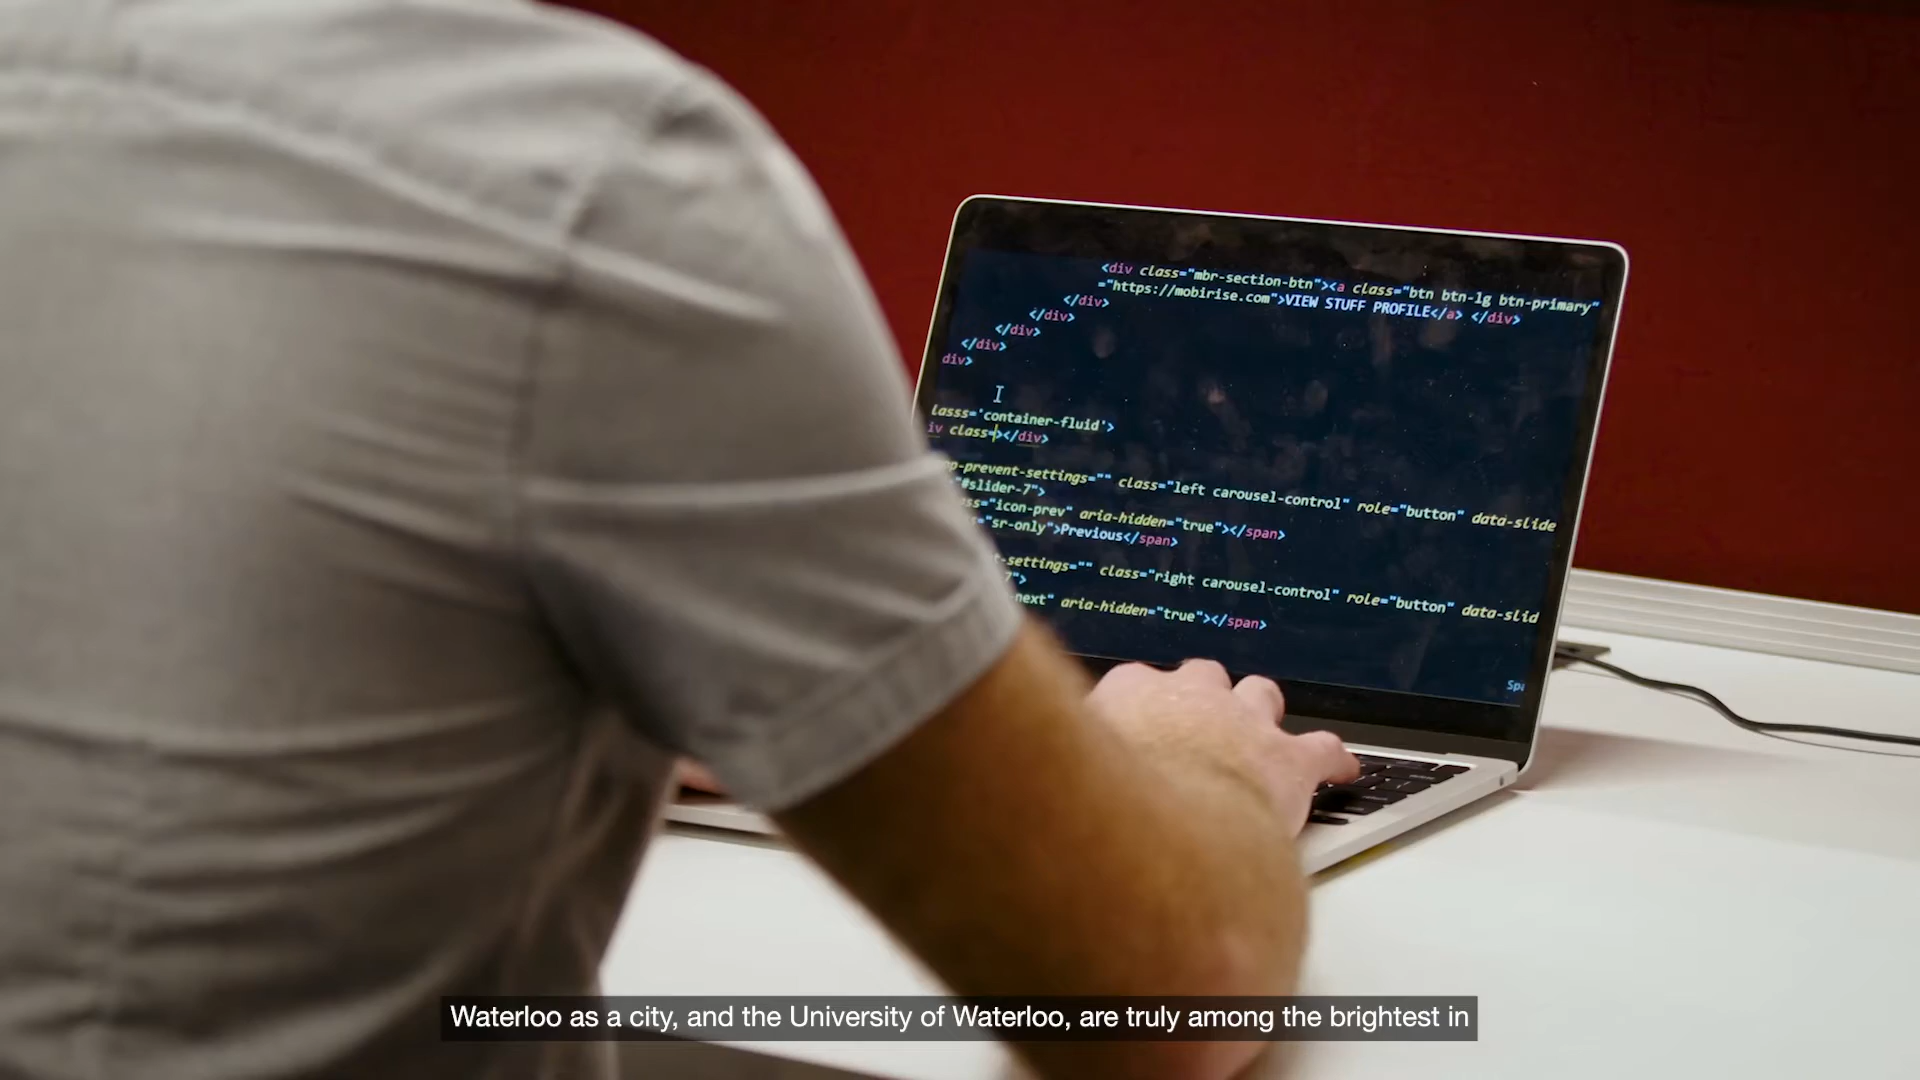 <div class="mbr-section-btn"><a class="btn btn-lg btn-primary"
="https://mobirise.com">VIEW STUFF PROFILE</a> </div>
</div>
</div>
</div>
</div>
div>
lasss='container-fluid'>
iv class=></div>
p-prevent-settings="" class="left carousel-control" role="button" data-slide
="#slider-7">
ss="icon-prev" aria-hidden="true"></span>
="sr-only">Previous</span>
t-settings="" class="right carousel-control" role="button" data-slid
7">
-next" aria-hidden="true"></span>
Waterloo as a city, and the University of Waterloo, are truly among the brightest in